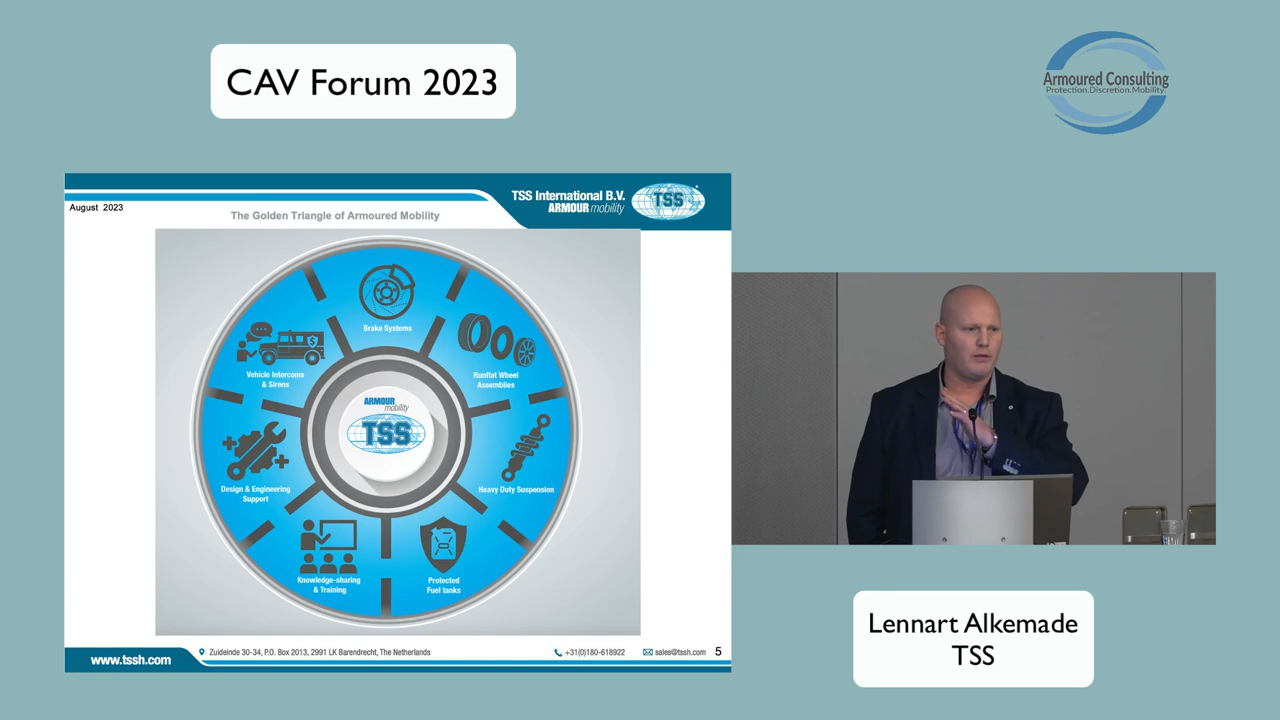 CAV Forum 2023
Armoured Consulting
Protection.Discretion.Mobility.
TSS International B.V.
ARMOUR mobility
TSS
August 2023
The Golden Triangle of Armoured Mobility
Brake Systems
Vehicle Intercoms
& Sirens
Runflat Wheel
Assemblies
ARMOUR
mobility
TSS
Design & Engineering
Support
Heavy Duty Suspension
Knowledge-sharing
& Training
Protected
Fuel tanks
www.tssh.com
Zuideinde 30-34, P.O. Box 2013, 2991 LK Barendrecht, The Netherlands
+31(0)180-618922
sales@tssh.com
5
Lennart Alkemade
TSS